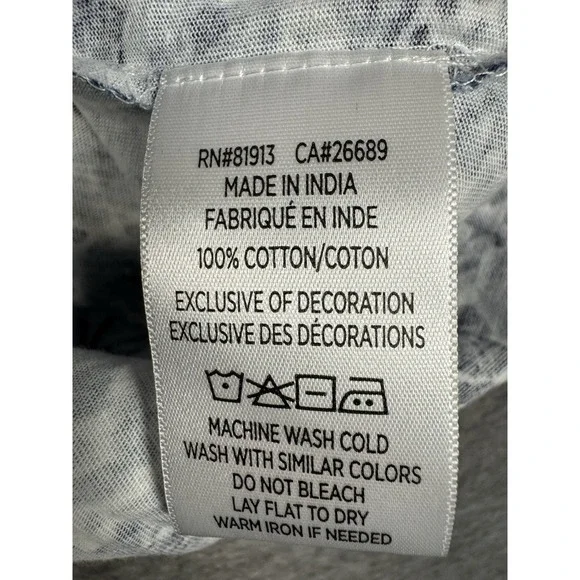 RN#81913 CA#26689
MADE IN INDIA
FABRIQUÉ EN INDE
100% COTTON/COTON
EXCLUSIVE OF DECORATION
EXCLUSIVE DES DÉCORATIONS
MACHINE WASH COLD
WASH WITH SIMILAR COLORS
DO NOT BLEACH
LAY FLAT TO DRY
WARM IRON IF NEEDED